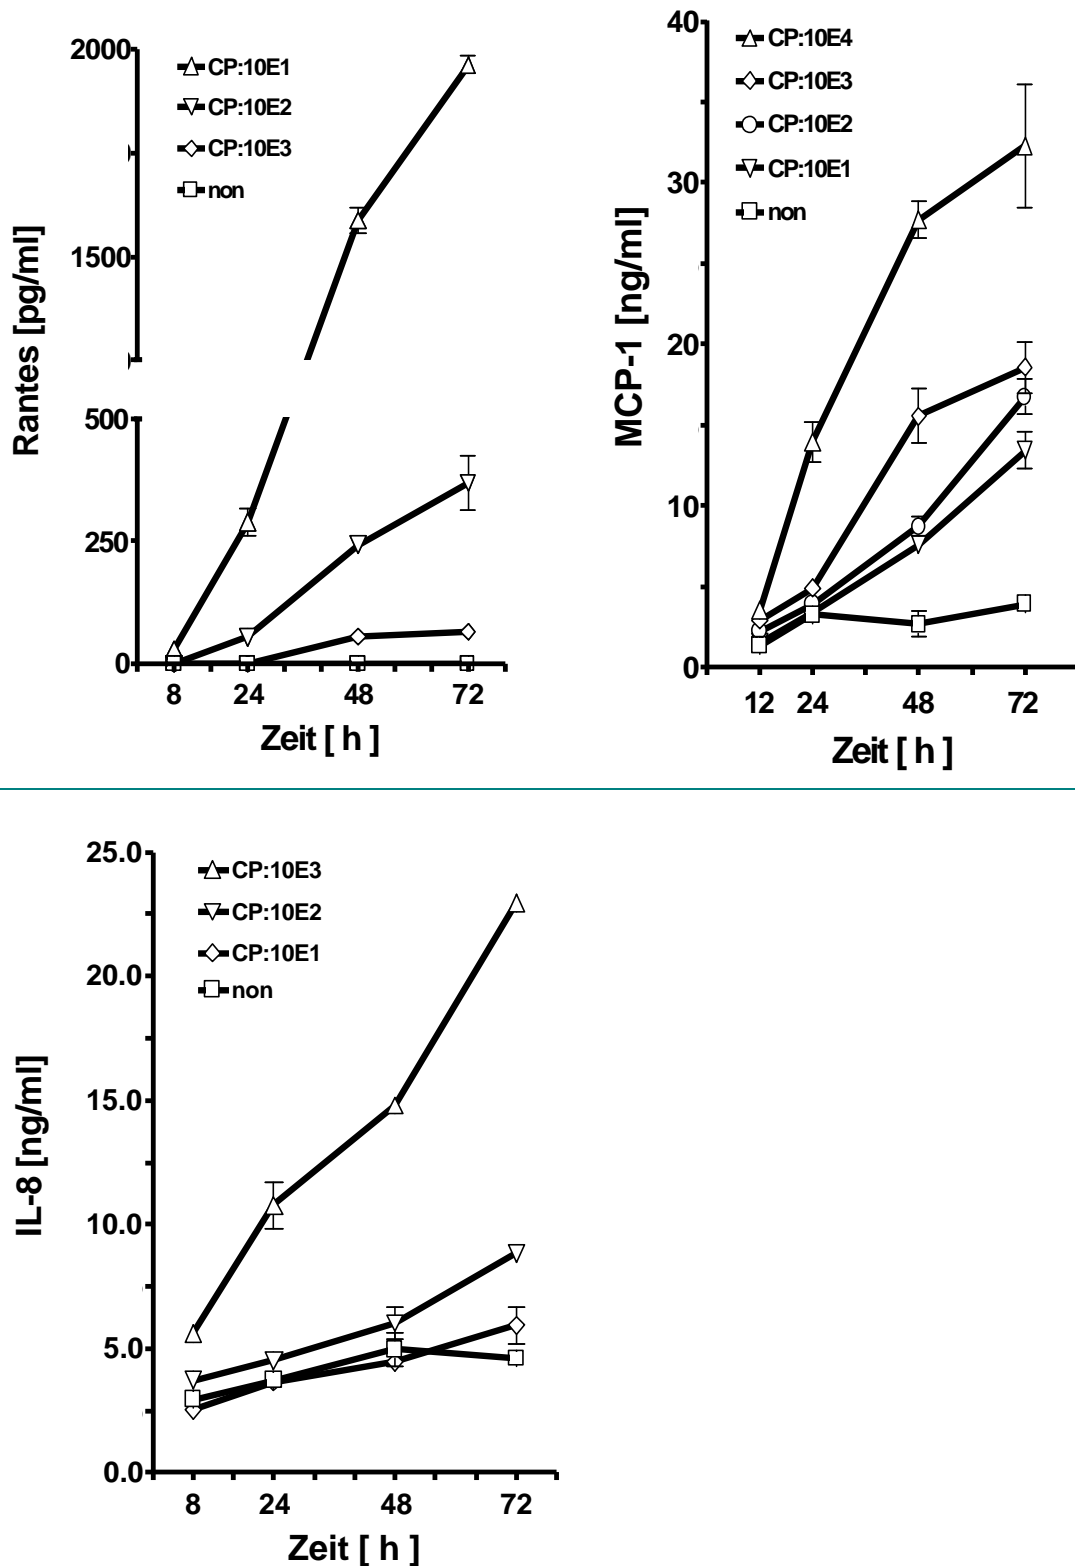 2000
1500
500
250
0
Rantes [pg/ml]
CP:10E1
CP:10E2
CP:10E3
non
8 24 48 72
Zeit [ h ]
40
30
20
10
0
MCP-1 [ng/ml]
CP:10E4
CP:10E3
CP:10E2
CP:10E1
non
12 24 48 72
Zeit [ h ]
25.0
20.0
15.0
10.0
5.0
0.0
IL-8 [ng/ml]
CP:10E3
CP:10E2
CP:10E1
non
8 24 48 72
Zeit [ h ]